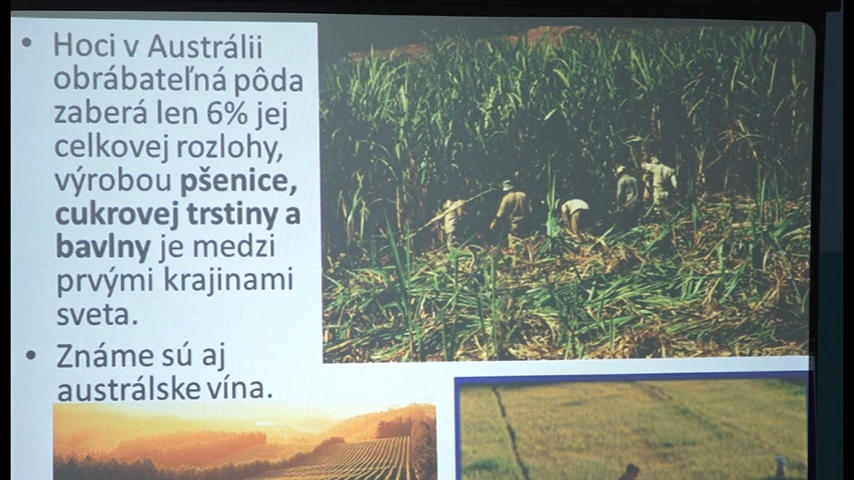 • Hoci v Austrálii
obrábateľná pôda
zaberá len 6% jej
celkovej rozlohy,
výrobou pšenice,
cukrovej trstiny a
bavlny je medzi
prvými krajinami
sveta.
• Známe sú aj
austrálske vína.